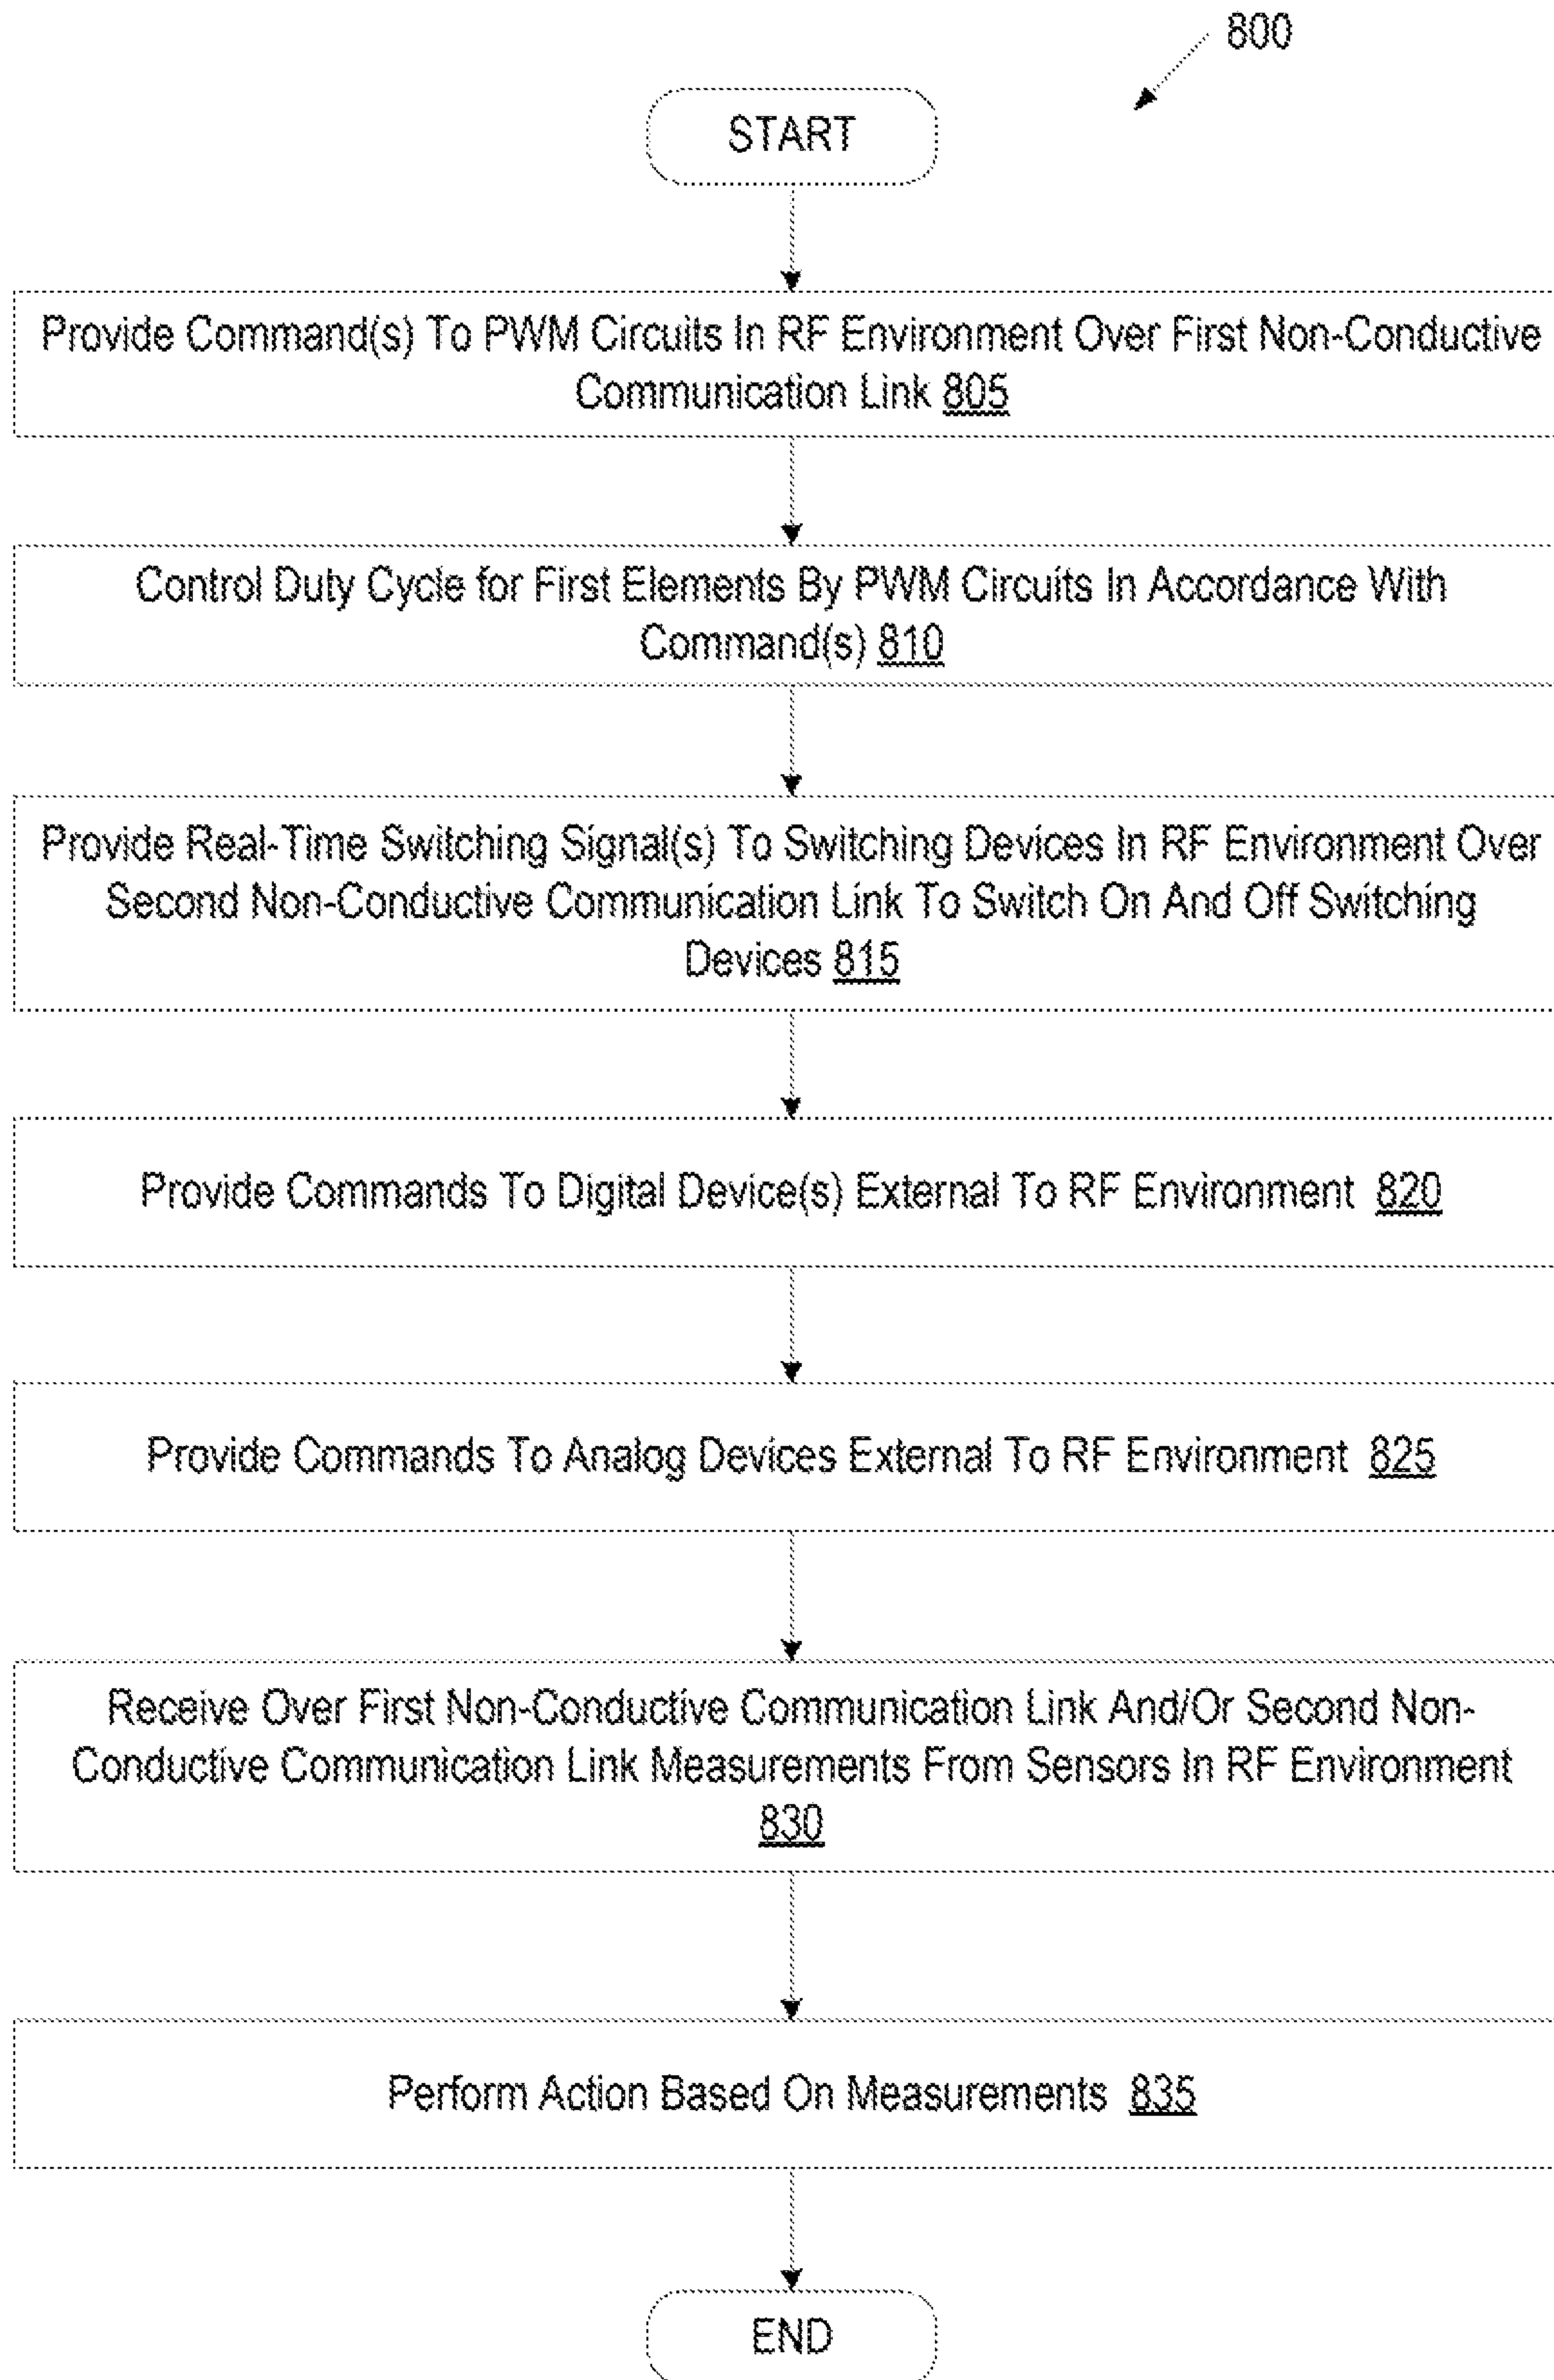 800
START
Provide Command(s) To PWM Circuits In RF Environment Over First Non-Conductive
Communication Link 805
Control Duty Cycle for First Elements By PWM Circuits In Accordance With
Command(s) 810
Provide Real-Time Switching Signal(s) To Switching Devices In RF Environment Over
Second Non-Conductive Communication Link To Switch On And Off Switching
Devices 815
Provide Commands To Digital Device(s) External To RF Environment 820
Provide Commands To Analog Devices External To RF Environment 825
Receive Over First Non-Conductive Communication Link And/Or Second Non-
Conductive Communication Link Measurements From Sensors In RF Environment
830
Perform Action Based On Measurements 835
END